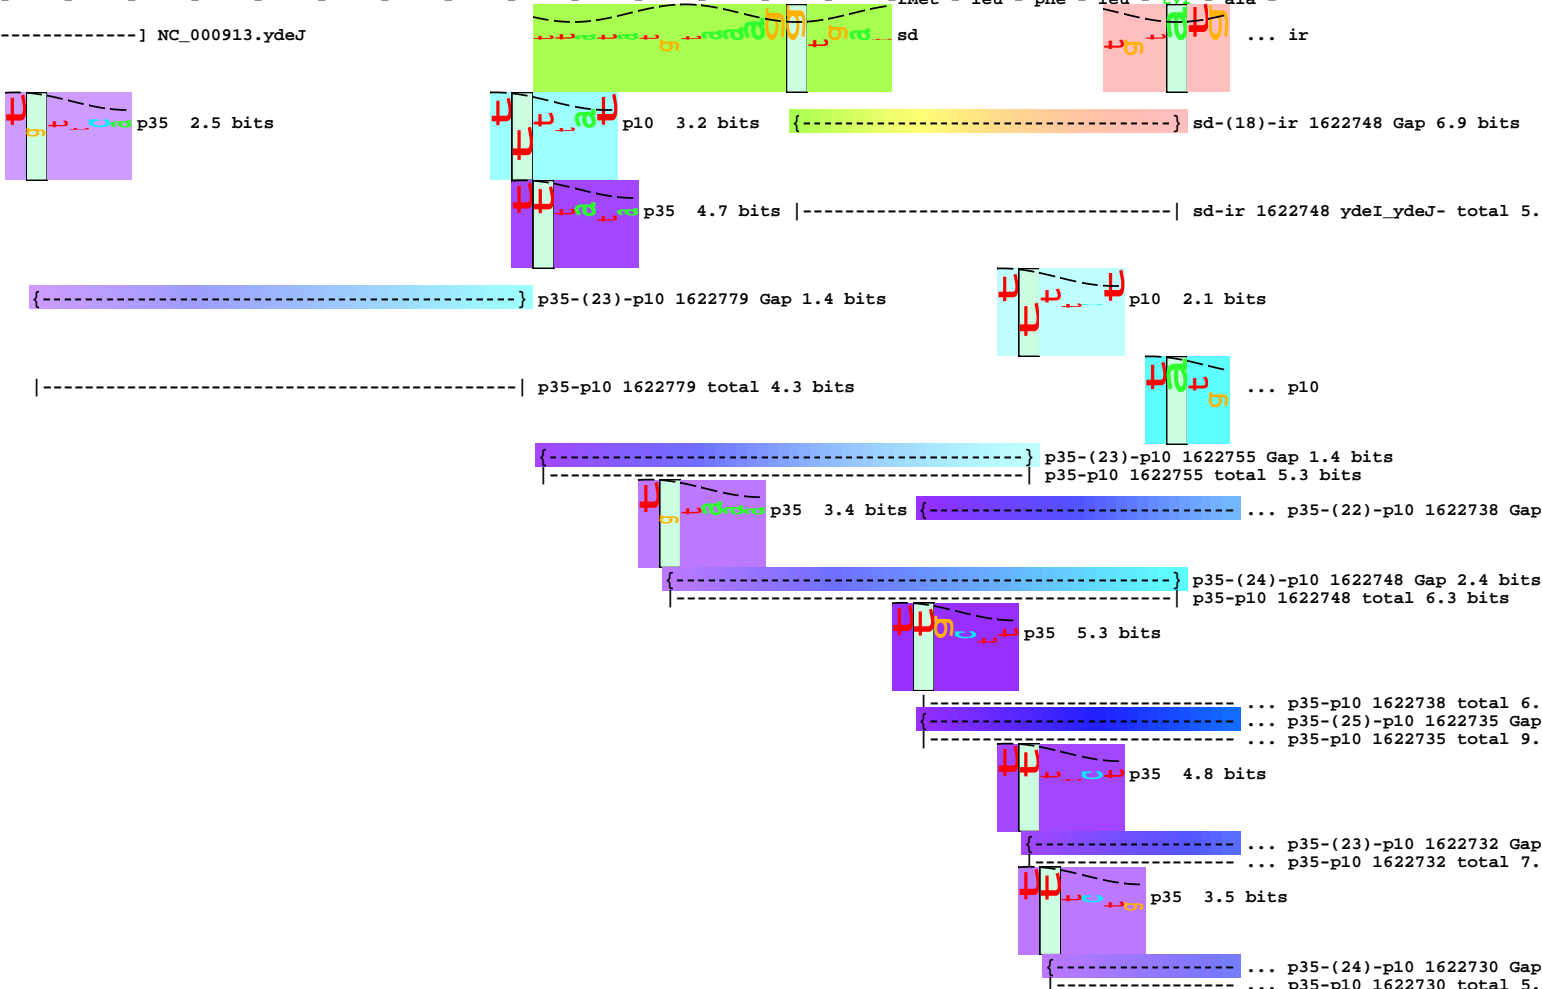 -------------] NC_000913.ydeJ
sd
... ir
p35 2.5 bits
p10 3.2 bits
{-----------------------------} sd-(18)-ir 1622748 Gap 6.9 bits
p35 4.7 bits
|-----------------------------| sd-ir 1622748 ydeI_ydeJ- total 5.
{--------------------------------------} p35-(23)-p10 1622779 Gap 1.4 bits
p10 2.1 bits
|--------------------------------------| p35-p10 1622779 total 4.3 bits
... p10
{--------------------------------------} p35-(23)-p10 1622755 Gap 1.4 bits
|--------------------------------------| p35-p10 1622755 total 5.3 bits
p35 3.4 bits
{------------------------ ... p35-(22)-p10 1622738 Gap
{---------------------------------------} p35-(24)-p10 1622748 Gap 2.4 bits
|---------------------------------------| p35-p10 1622748 total 6.3 bits
p35 5.3 bits
|------------------------ ... p35-p10 1622738 total 6.
{------------------------ ... p35-(25)-p10 1622735 Gap
|------------------------ ... p35-p10 1622735 total 9.
p35 4.8 bits
{---------------- ... p35-(23)-p10 1622732 Gap
|---------------- ... p35-p10 1622732 total 7.
p35 3.5 bits
{-------------- ... p35-(24)-p10 1622730 Gap
|-------------- ... p35-p10 1622730 total 5.